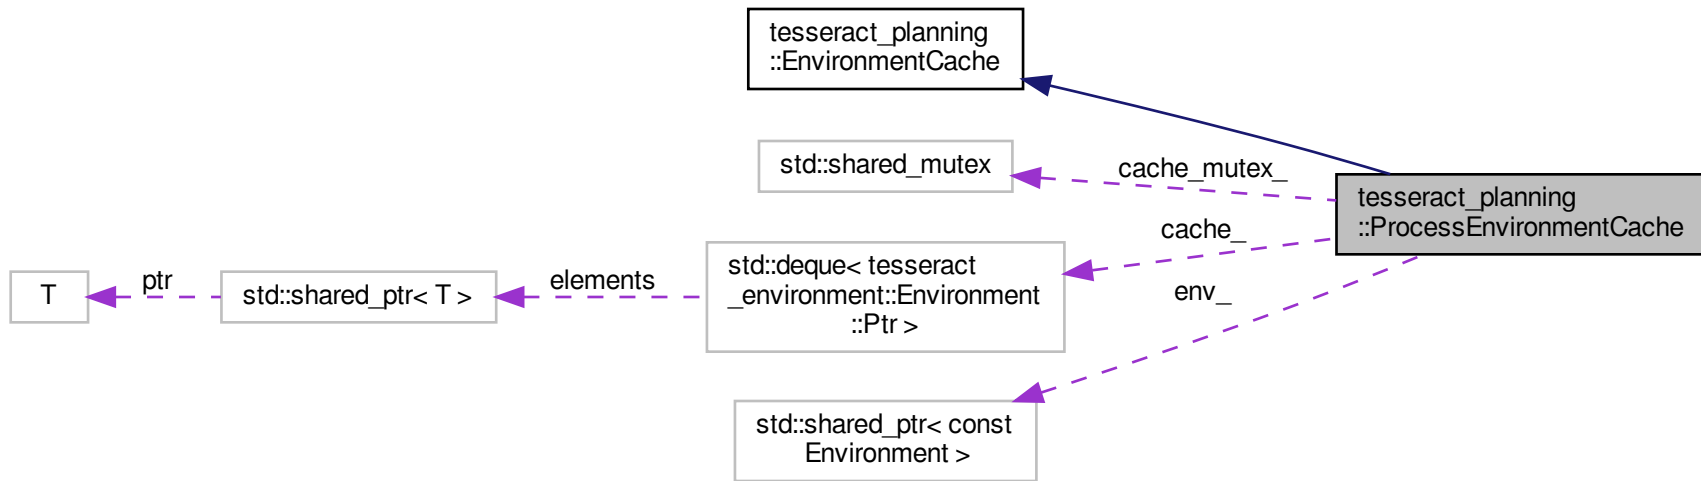 tesseract_planning
::EnvironmentCache
std::shared_mutex
cache_mutex_
tesseract_planning
::ProcessEnvironmentCache
cache_
std::deque< tesseract
_environment::Environment
::Ptr >
elements
std::shared_ptr< T >
ptr
T
env_
std::shared_ptr< const
Environment >